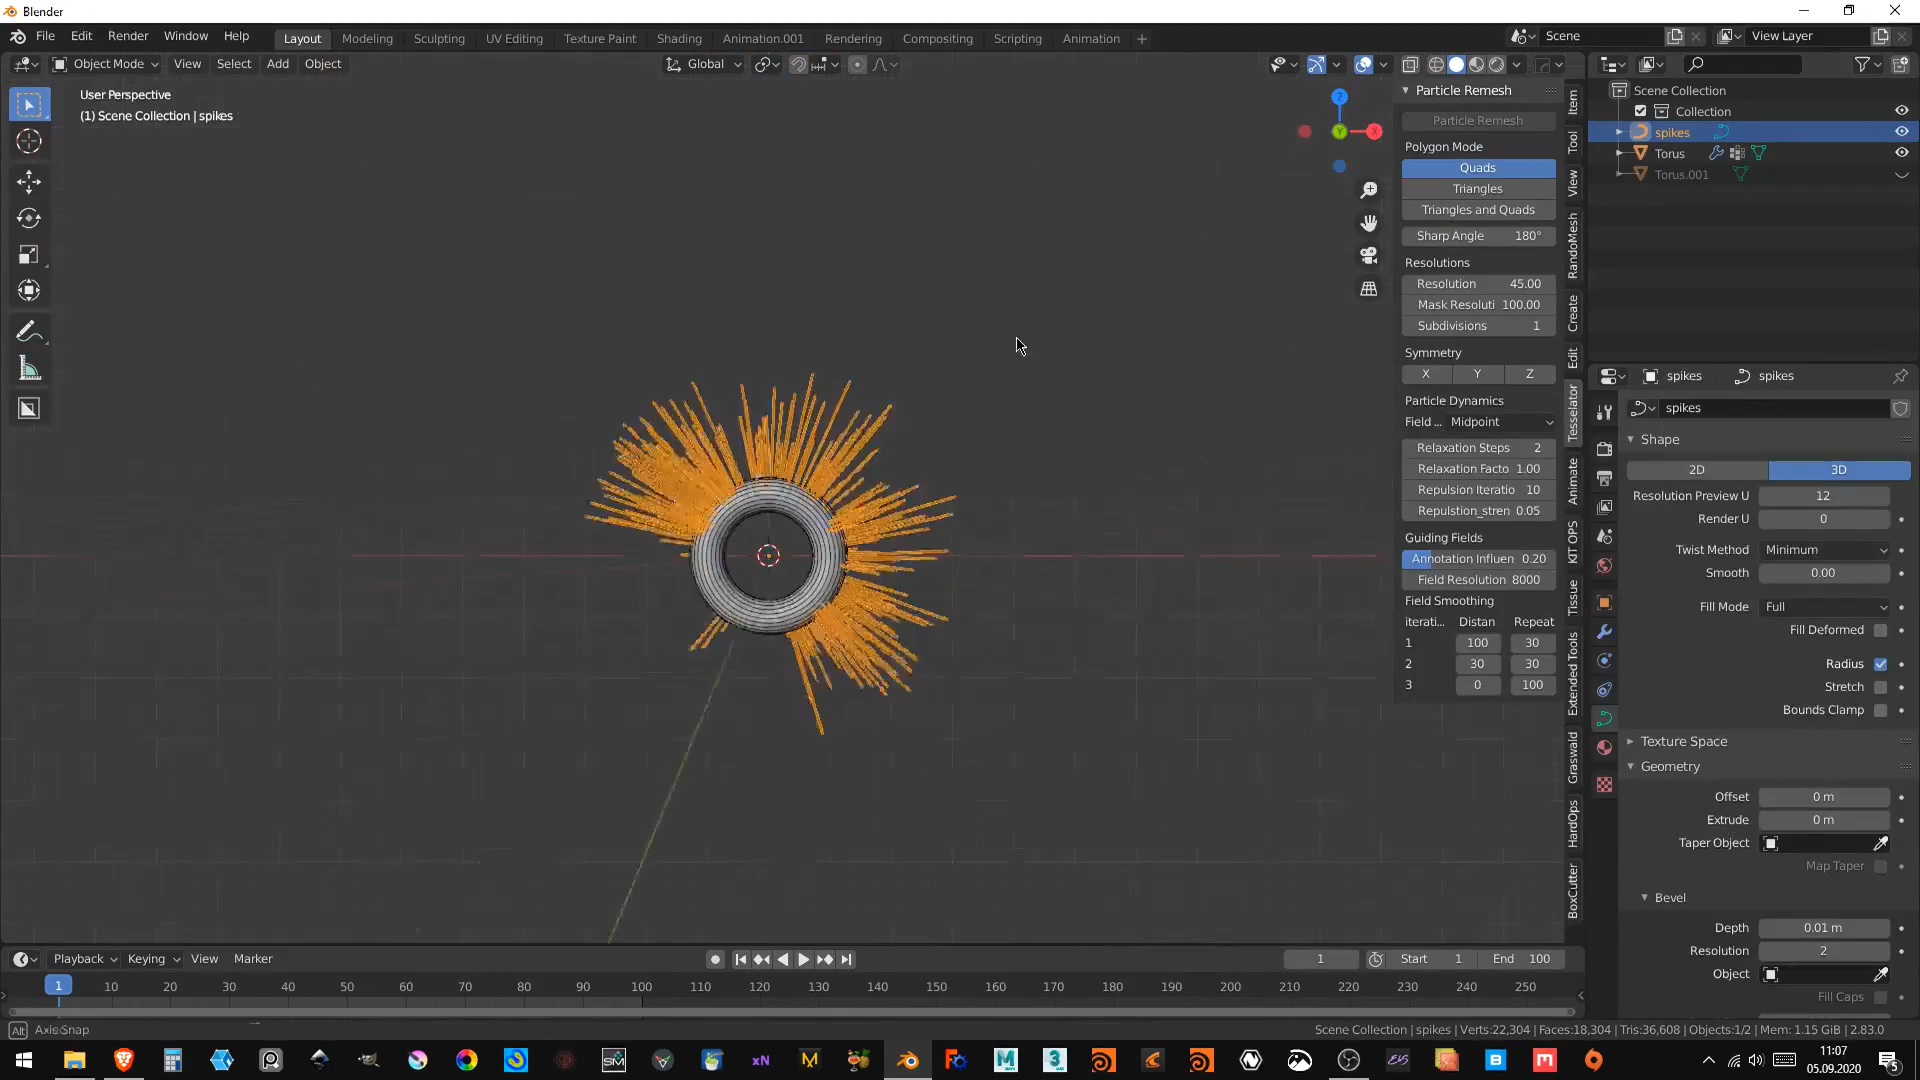 Blender
File Edit Render Window Help Layout Modeling Sculpting UV Editing Texture Paint Shading Animation.001 Rendering Compositing Scripting Animation + Scene View Layer
Object Mode View Select Add Object Global
User Perspective
(1) Scene Collection | spikes
Z
Y
X
Particle Remesh
Particle Remesh
Polygon Mode
Quads
Triangles
Triangles and Quads
Sharp Angle 180°
Resolutions
Resolution 45.00
Mask Resoluti 100.00
Subdivisions 1
Symmetry
X Y Z
Particle Dynamics
Field ... Midpoint
Relaxation Steps 2
Relaxation Facto 1.00
Repulsion Iteratio 10
Repulstion_stren 0.05
Guiding Fields
Annotation Influen 0.20
Field Resolution 8000
Field Smoothing
iterati... Distan Repeat
1 100 30
2 30 30
3 0 100
Item
Tool
View
RandoMesh
Create
Edit
Tesselator
Animate
KIT OPS
Tissue
Extended Tools
Graswald
HardOps
BoxCutter
Scene Collection
Collection
spikes
Torus
Torus.001
spikes spikes
spikes
Shape
2D 3D
Resolution Preview U 12
Render U 0
Twist Method Minimum
Smooth 0.00
Fill Mode Full
Fill Deformed
Radius
Stretch
Bounds Clamp
Texture Space
Geometry
Offset 0 m
Extrude 0 m
Taper Object
Map Taper
Bevel
Depth 0.01 m
Resolution 2
Object
Fill Caps
Playback Keying View Marker 1 Start 1 End 100
1 10 20 30 40 50 60 70 80 90 100 110 120 130 140 150 160 170 180 190 200 210 220 230 240 250
Alt Axis Snap
Scene Collection | spikes | Verts:22,304 | Faces:18,304 | Tris:36,608 | Objects:1/2 | Mem: 1.15 GiB | 2.83.0
SM xN M 3 B
11:07
05.09.2020
5